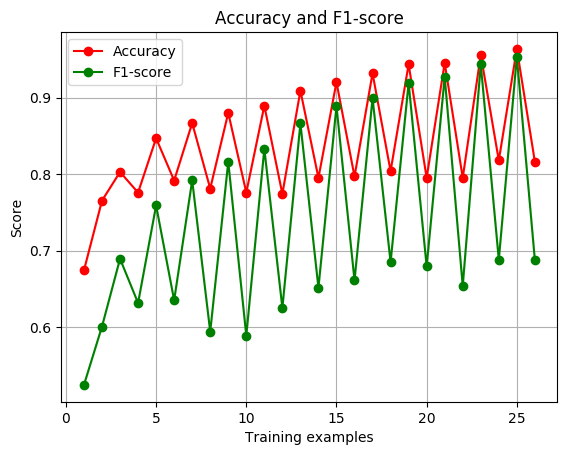 Accuracy and F1-score
Accuracy
F1-score
Score
0.9
0.8
0.7
0.6
0
5
10
15
20
25
Training examples